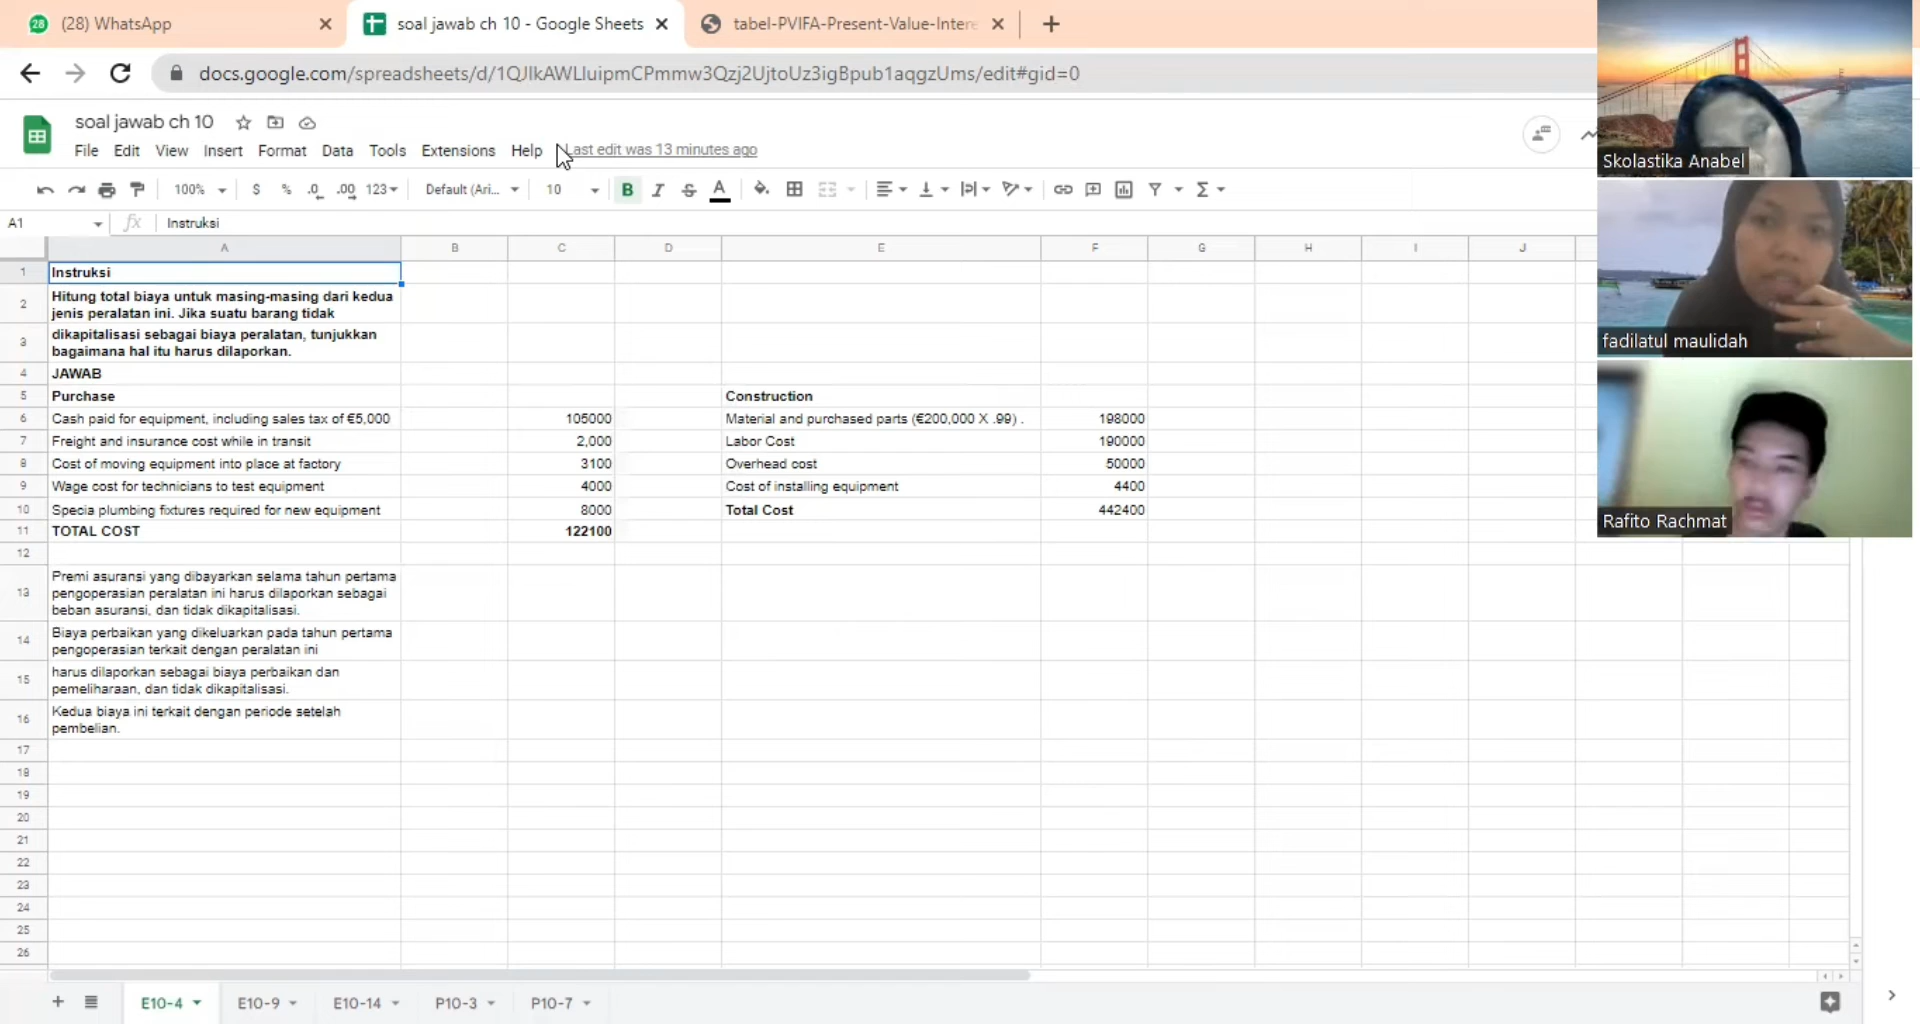 (28) WhatsApp
soal jawab ch 10 - Google Sheets
tabel-PVIFA-Present-Value-Intere
docs.google.com/spreadsheets/d/1QJlkAWLluipmCPmmw3Qzj2UjtoUz3igBpub1aqgzUms/edit#gid=0
soal jawab ch 10
File Edit View Insert Format Data Tools Extensions Help Last edit was 13 minutes ago
100% $ % .0 .00 123 Default (Ari... 10 B I S A
A1 fx Instruksi
A B C D E F G H I J
1 Instruksi
2 Hitung total biaya untuk masing-masing dari kedua
jenis peralatan ini. Jika suatu barang tidak
3 dikapitalisasi sebagai biaya peralatan, tunjukkan
bagaimana hal itu harus dilaporkan.
4 JAWAB
5 Purchase Construction
6 Cash paid for equipment, including sales tax of €5,000 105000 Material and purchased parts (€200,000 X .99) . 198000
7 Freight and insurance cost while in transit 2,000 Labor Cost 190000
8 Cost of moving equipment into place at factory 3100 Overhead cost 50000
9 Wage cost for technicians to test equipment 4000 Cost of installing equipment 4400
10 Specia plumbing fixtures required for new equipment 8000 Total Cost 442400
11 TOTAL COST 122100
12
13 Premi asuransi yang dibayarkan selama tahun pertama
pengoperasian peralatan ini harus dilaporkan sebagai
beban asuransi, dan tidak dikapitalisasi.
14 Biaya perbaikan yang dikeluarkan pada tahun pertama
pengoperasian terkait dengan peralatan ini
15 harus dilaporkan sebagai biaya perbaikan dan
pemeliharaan, dan tidak dikapitalisasi.
16 Kedua biaya ini terkait dengan periode setelah
pembelian.
17
18
19
20
21
22
23
24
25
26
E10-4 E10-9 E10-14 P10-3 P10-7
Skolastika Anabel
fadilatul maulidah
Rafito Rachmat